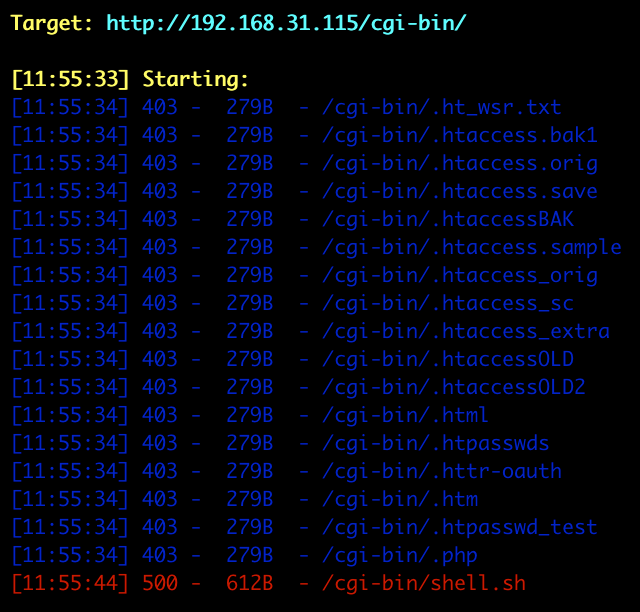 Target: http://192.168.31.115/cgi-bin/
[11:55:33] Starting:
[11:55:34] 403 -  279B  - /cgi-bin/.ht_wsr.txt
[11:55:34] 403 -  279B  - /cgi-bin/.htaccess.bak1
[11:55:34] 403 -  279B  - /cgi-bin/.htaccess.orig
[11:55:34] 403 -  279B  - /cgi-bin/.htaccess.save
[11:55:34] 403 -  279B  - /cgi-bin/.htaccessBAK
[11:55:34] 403 -  279B  - /cgi-bin/.htaccess.sample
[11:55:34] 403 -  279B  - /cgi-bin/.htaccess_orig
[11:55:34] 403 -  279B  - /cgi-bin/.htaccess_sc
[11:55:34] 403 -  279B  - /cgi-bin/.htaccess_extra
[11:55:34] 403 -  279B  - /cgi-bin/.htaccessOLD
[11:55:34] 403 -  279B  - /cgi-bin/.htaccessOLD2
[11:55:34] 403 -  279B  - /cgi-bin/.html
[11:55:34] 403 -  279B  - /cgi-bin/.htpasswds
[11:55:34] 403 -  279B  - /cgi-bin/.httr-oauth
[11:55:34] 403 -  279B  - /cgi-bin/.htm
[11:55:34] 403 -  279B  - /cgi-bin/.htpasswd_test
[11:55:34] 403 -  279B  - /cgi-bin/.php
[11:55:44] 500 -  612B  - /cgi-bin/shell.sh